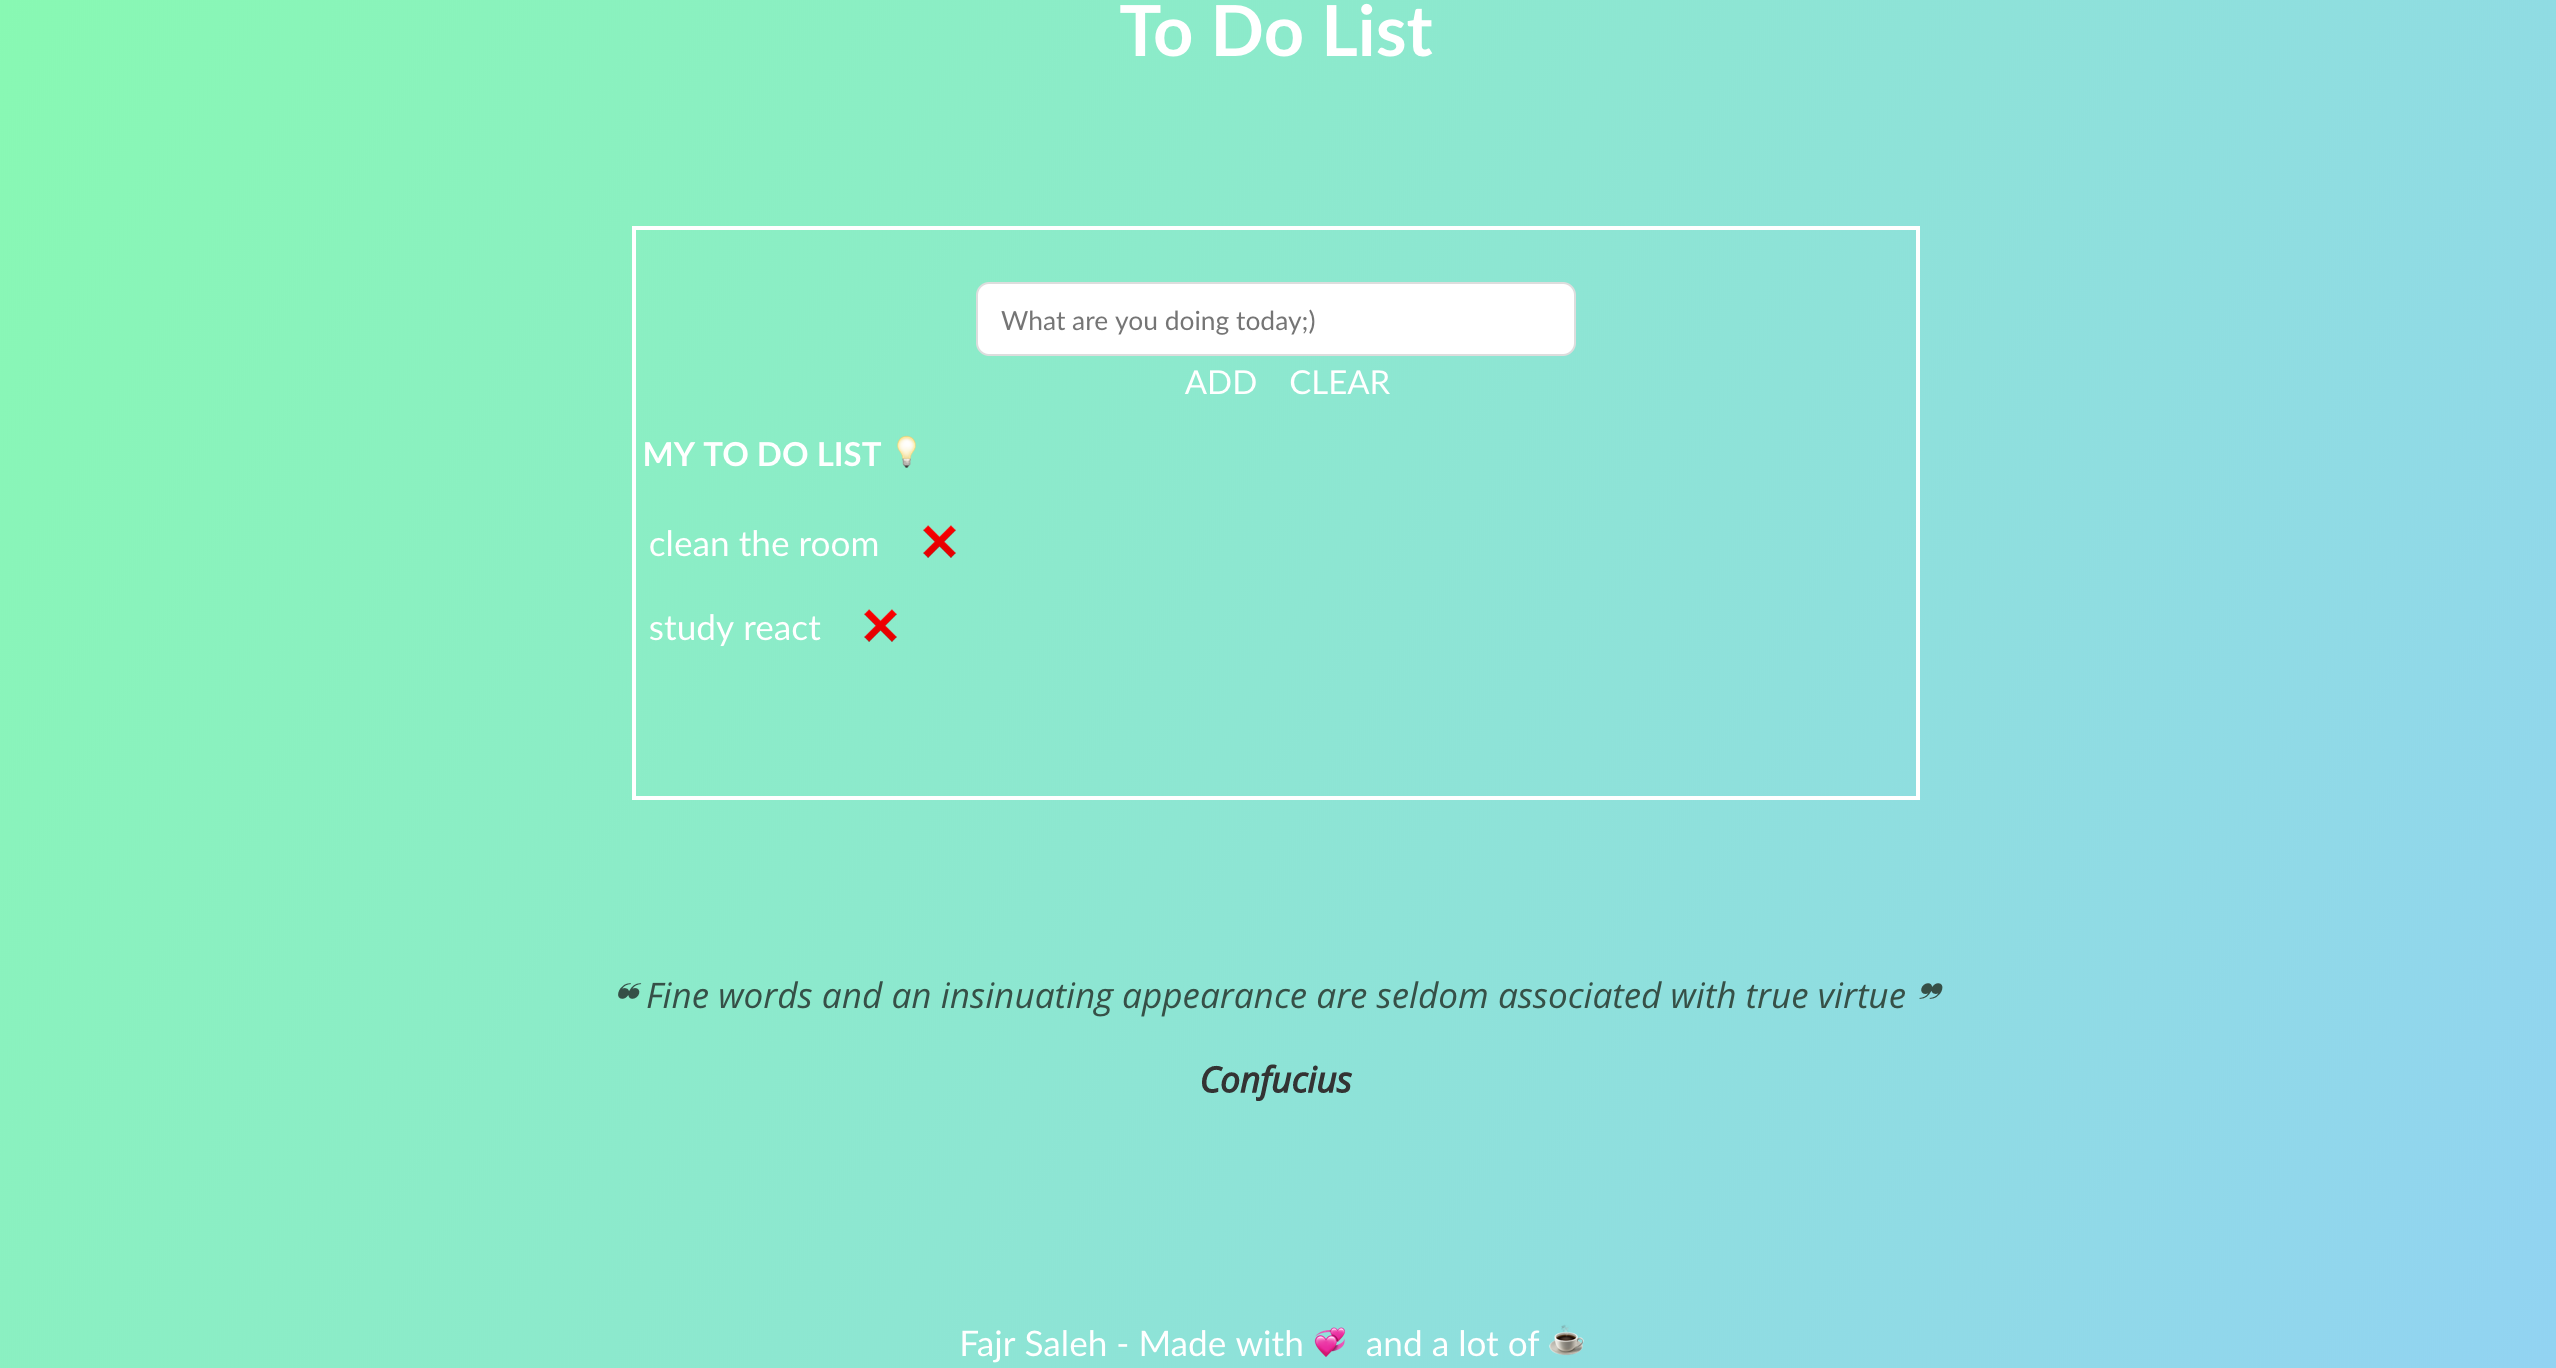 To Do List
What are you doing today;)
ADD CLEAR
MY TO DO LIST 💡
clean the room ❌
study react ❌
❝ Fine words and an insinuating appearance are seldom associated with true virtue ❞
Confucius
Fajr Saleh - Made with 💞 and a lot of ☕